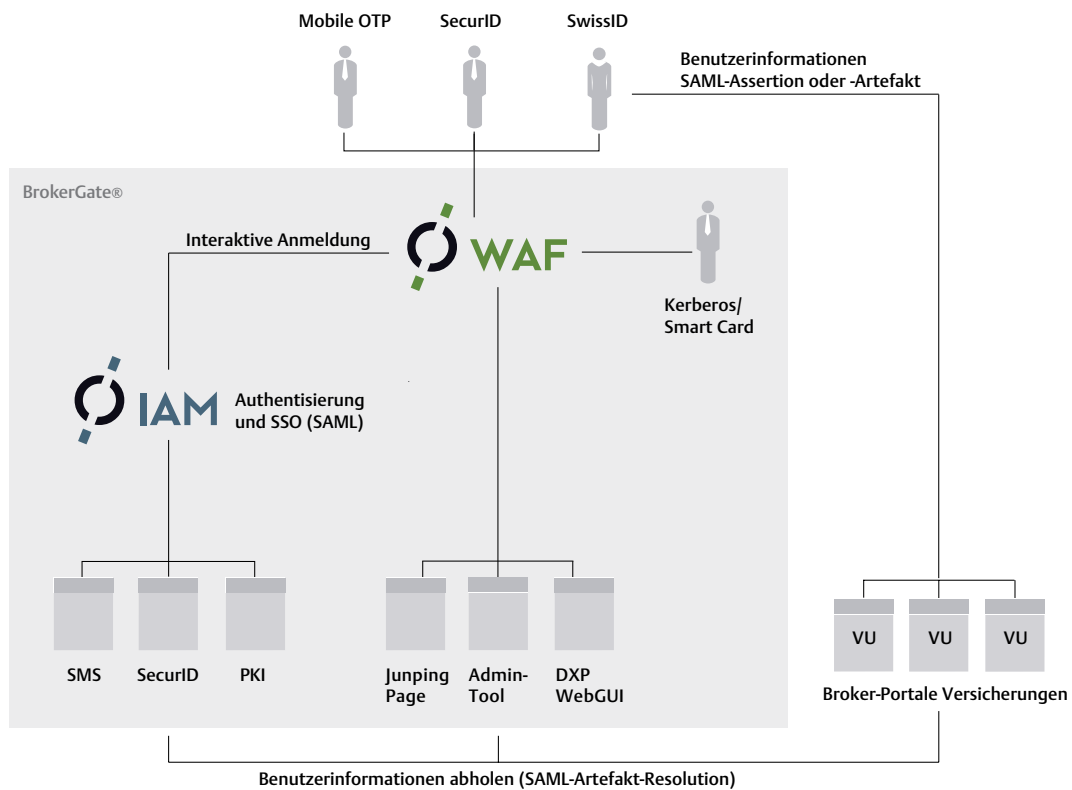 Mobile OTP
SecurID
SwissID
Benutzerinformationen
SAML-Assertion oder -Artefakt
BrokerGate®
Interaktive Anmeldung
WAF
Kerberos/
Smart Card
IAM
Authentisierung
und SSO (SAML)
SMS
SecurID
PKI
Junping
Page
Admin-
Tool
DXP
WebGUI
VU
VU
VU
Broker-Portale Versicherungen
Benutzerinformationen abholen (SAML-Artefakt-Resolution)